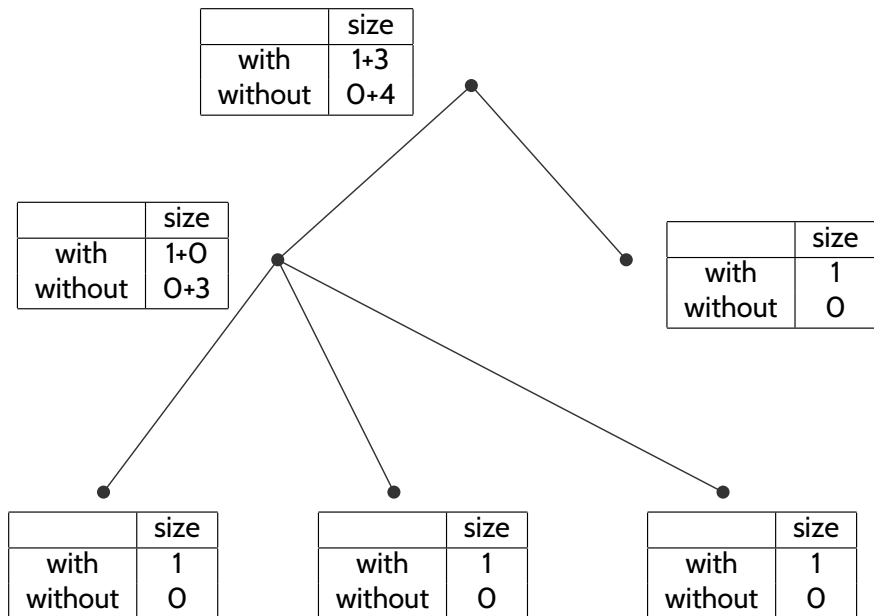 size
with 1+3
without 0+4
size
with 1+0
without 0+3
size
with 1
without 0
size
with 1
without 0
size
with 1
without 0
size
with 1
without 0